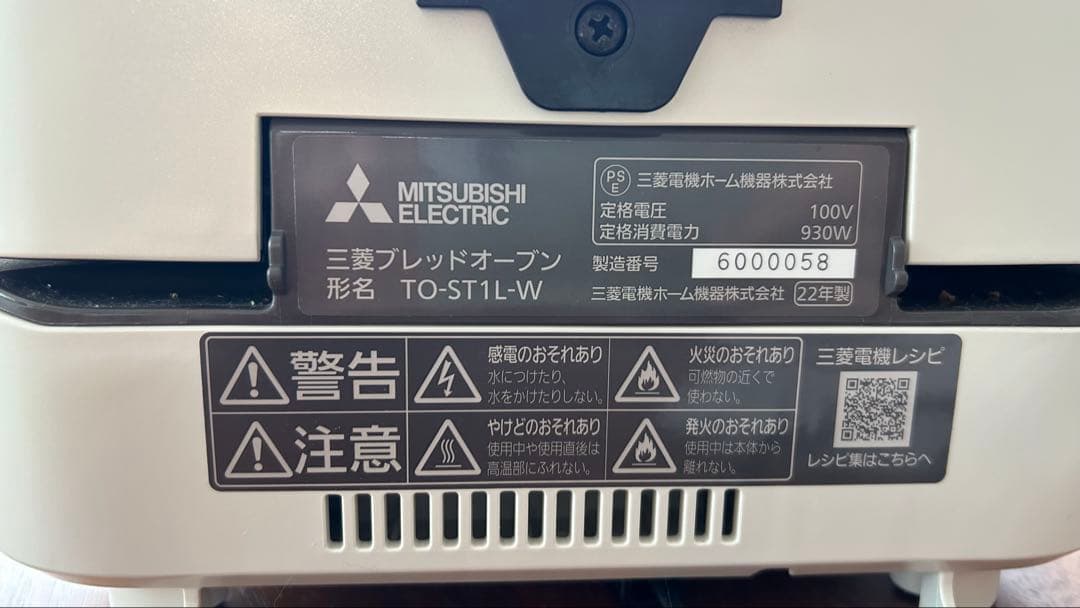 MITSUBISHI
ELECTRIC
三菱ブレッドオーブン
形名 TO-ST1L-W
PS
E
三菱電機ホーム機器株式会社
定格電圧 100V
定格消費電力 930W
製造番号 6000058
三菱電機ホーム機器株式会社 22年製
警告
感電のおそれあり
水につけたり、
水をかけたりしない。
火災のおそれあり
可燃物の近くで
使わない。
注意
やけどのおそれあり
使用中や使用直後は
高温部にふれない。
発火のおそれあり
使用中は本体から
離れない。
三菱電機レシピ
レシピ集はこちらへ